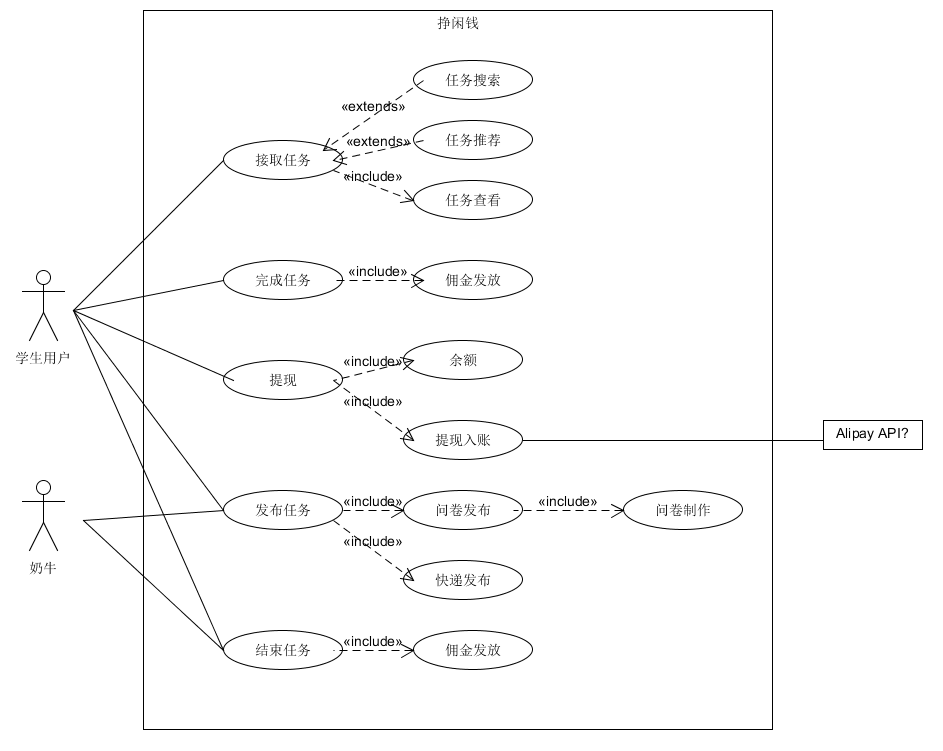 挣闲钱
任务搜索
«extends»
任务推荐
«extends»
接取任务
«include»
任务查看
完成任务
«include»
佣金发放
学生用户
提现
«include»
余额
«include»
提现入账
Alipay API?
奶牛
发布任务
«include»
问卷发布
«include»
问卷制作
«include»
快递发布
结束任务
«include»
佣金发放